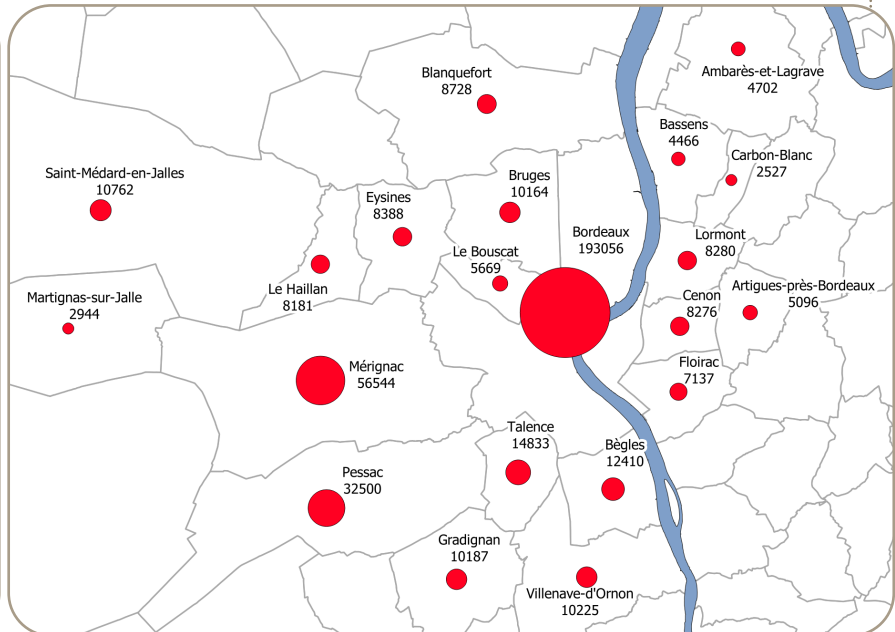 Ambarès-et-Lagrave
4702
Blanquefort
8728
Bassens
4466
Carbon-Blanc
2527
Saint-Médard-en-Jalles
10762
Bruges
10164
Eysines
8388
Bordeaux
193056
Lormont
8280
Le Bouscat
5669
Le Haillan
8181
Martignas-sur-Jalle
2944
Cenon
8276
Artigues-près-Bordeaux
5096
Mérignac
56544
Floirac
7137
Talence
14833
Bègles
12410
Pessac
32500
Gradignan
10187
Villenave-d'Ornon
10225